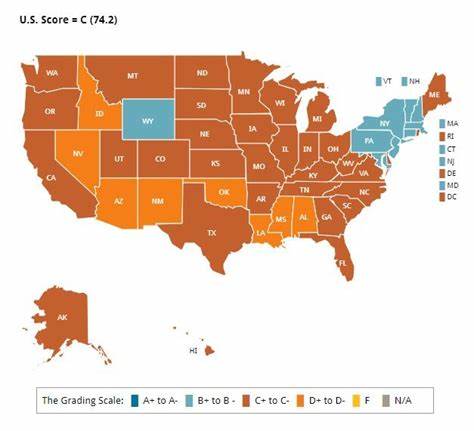 U.S. Score = C (74.2)
WA
MT
ND
MN
ME
VT
NH
OR
ID
WY
SD
WI
MI
NY
MA
RI
CT
NJ
DE
MD
DC
NV
UT
CO
NE
IA
IL
IN
OH
PA
CA
KS
MO
KY
WV
VA
AZ
NM
OK
AR
TN
NC
SC
TX
LA
MS
AL
GA
FL
AK
HI
The Grading Scale: A+ to A- B+ to B - C+ to C- D+ to D- F N/A